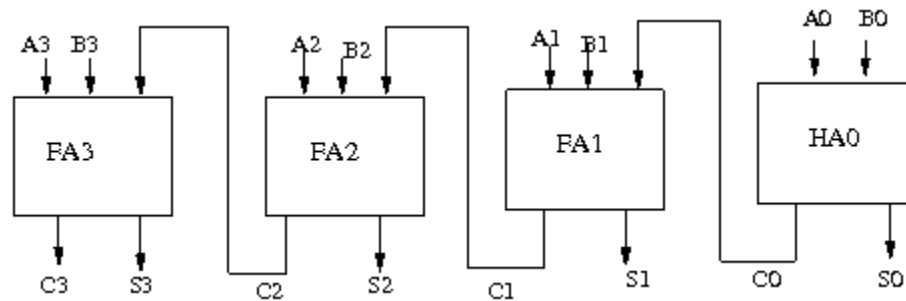 A3 B3 A2 B2 A1 B1 A0 B0
FA3 FA2 FA1 HA0
C3 S3 C2 S2 C1 S1 C0 S0